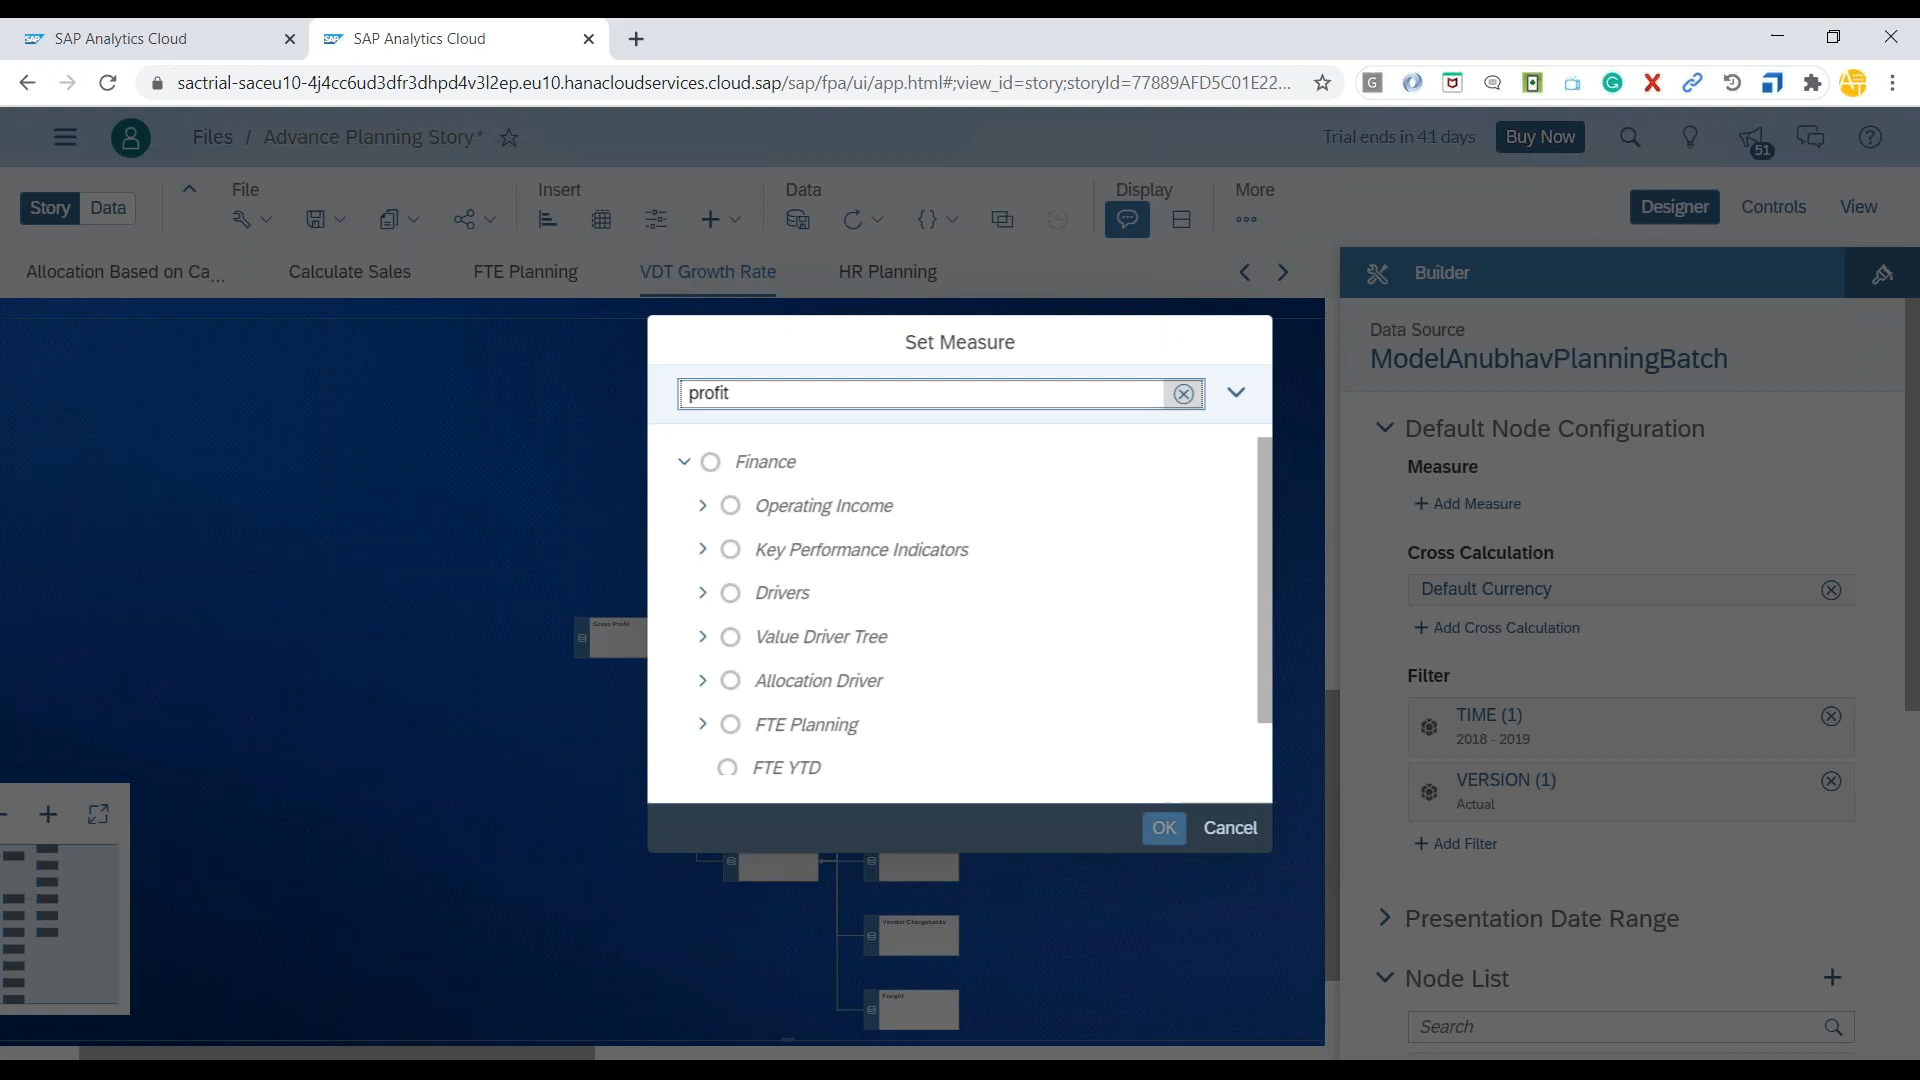 SAP Analytics Cloud
SAP Analytics Cloud
sactrial-saceu10-4j4cc6ud3dfr3dhpd4v3l2ep.eu10.hanacloudservices.cloud.sap/sap/fpa/ui/app.html#;view_id=story;storyId=77889AFD5C01E22...
Files / Advance Planning Story*
Trial ends in 41 days
Buy Now
51
Story Data
File
Insert
Data
Display
More
Designer Controls View
Allocation Based on Ca...
Calculate Sales
FTE Planning
VDT Growth Rate
HR Planning
Builder
Set Measure
profit
Finance
Operating Income
Key Performance Indicators
Drivers
Value Driver Tree
Allocation Driver
FTE Planning
FTE YTD
OK Cancel
Gross Profit
Vendor Chargebacks
Freight
Data Source
ModelAnubhavPlanningBatch
Default Node Configuration
Measure
+ Add Measure
Cross Calculation
Default Currency
+ Add Cross Calculation
Filter
TIME (1)
2018 - 2019
VERSION (1)
Actual
+ Add Filter
Presentation Date Range
Node List
Search